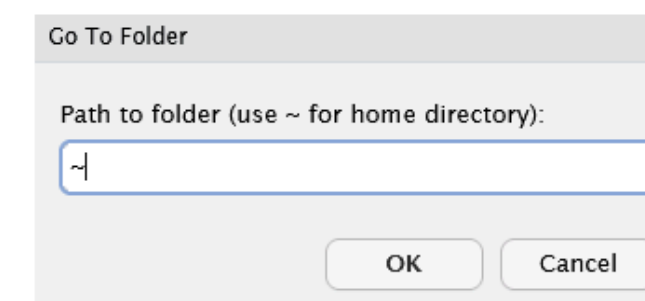 Go To Folder
Path to folder (use ~ for home directory):
~
OK Cancel